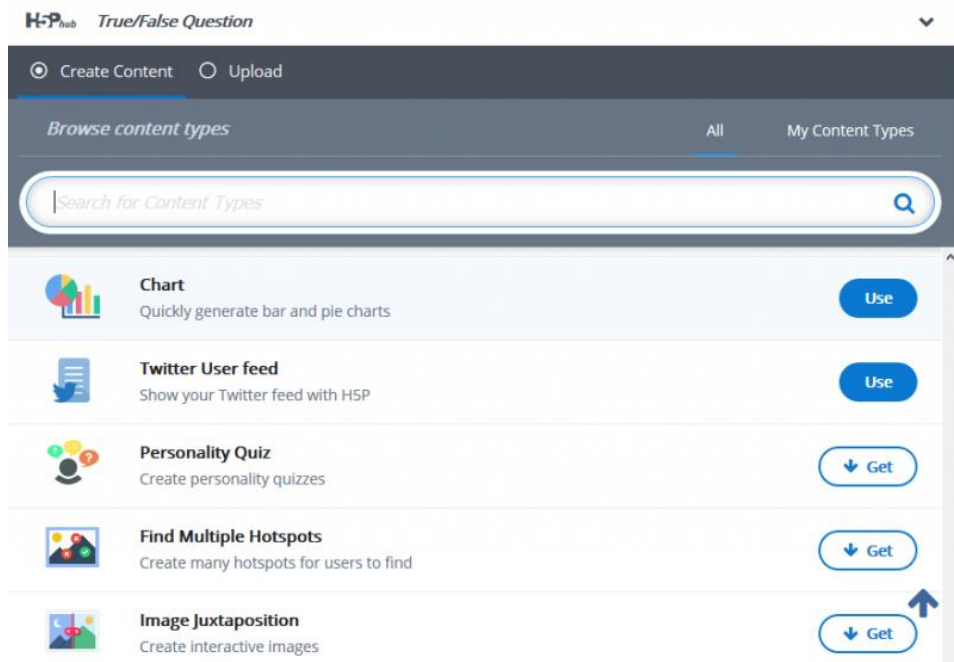 H5P hub True/False Question
Create Content Upload
Browse content types All My Content Types
Search for Content Types
Chart
Quickly generate bar and pie charts
Use
Twitter User feed
Show your Twitter feed with H5P
Use
Personality Quiz
Create personality quizzes
Get
Find Multiple Hotspots
Create many hotspots for users to find
Get
Image Juxtaposition
Create interactive images
Get